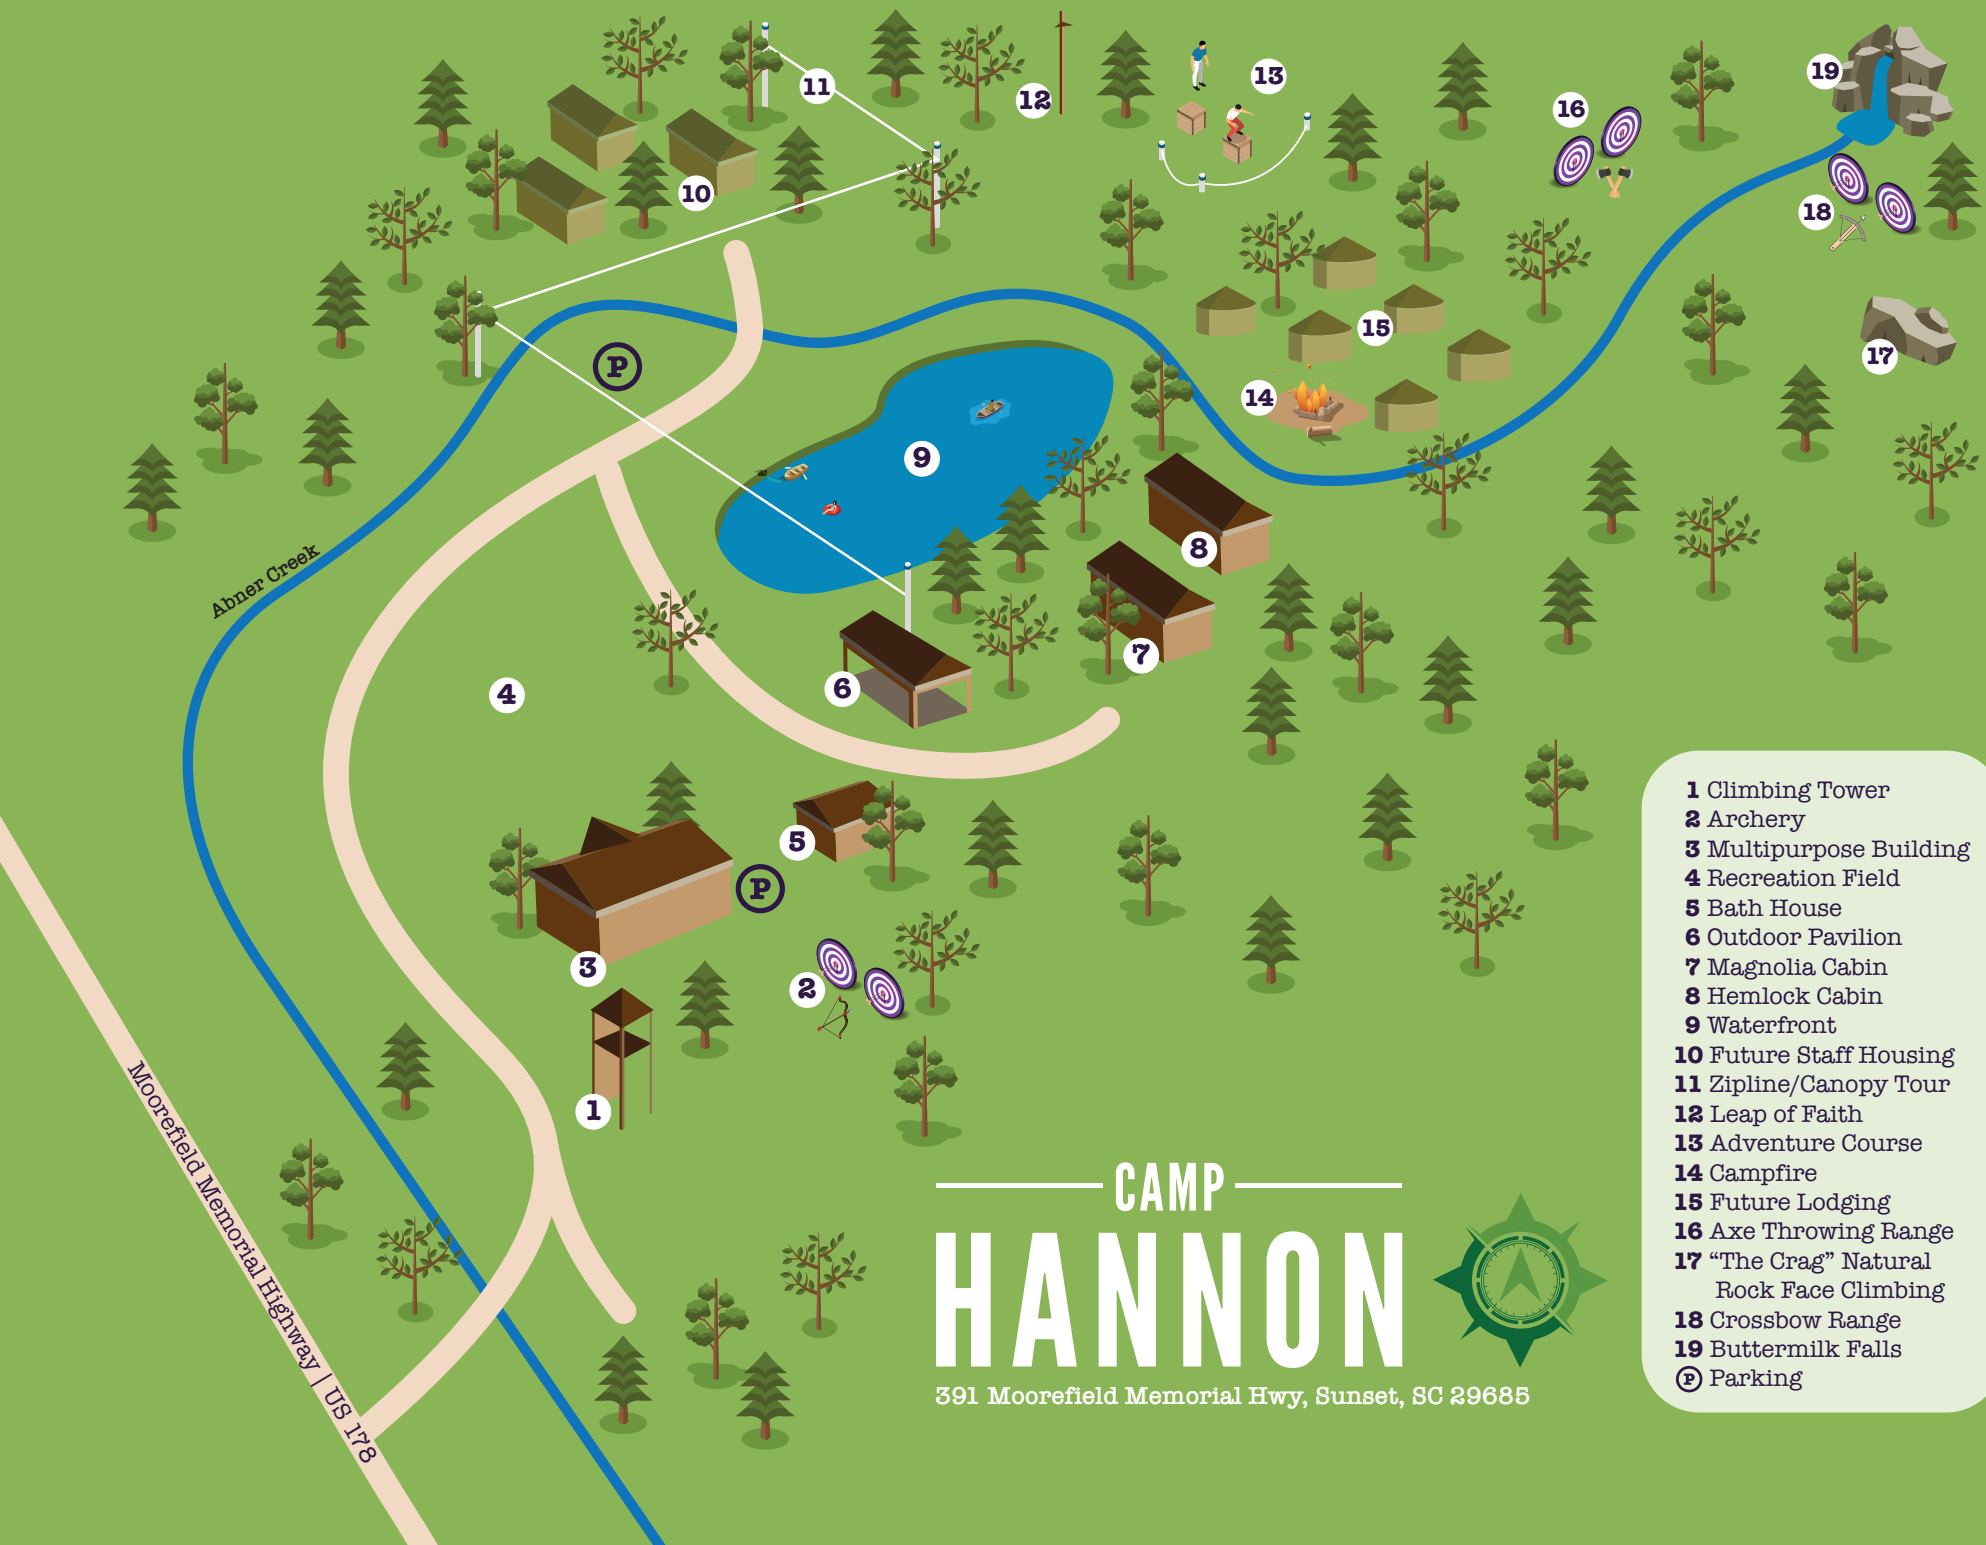 11
12
13
16
19
10
18
15
17
P
14
9
8
7
Abner Creek
4
6
5
P
3
2
1
Moorefield Memorial Highway | US 178
CAMP
HANNON
391 Moorefield Memorial Hwy, Sunset, SC 29685
1 Climbing Tower
2 Archery
3 Multipurpose Building
4 Recreation Field
5 Bath House
6 Outdoor Pavilion
7 Magnolia Cabin
8 Hemlock Cabin
9 Waterfront
10 Future Staff Housing
11 Zipline/Canopy Tour
12 Leap of Faith
13 Adventure Course
14 Campfire
15 Future Lodging
16 Axe Throwing Range
17 “The Crag” Natural
Rock Face Climbing
18 Crossbow Range
19 Buttermilk Falls
P Parking